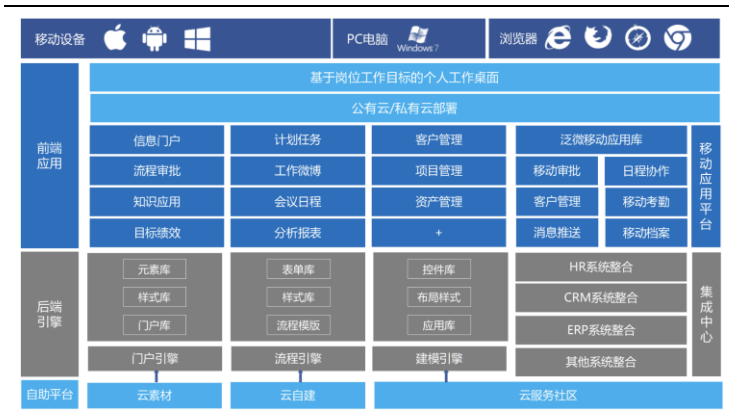 移动设备
PC电脑
Windows 7
浏览器
基于岗位工作目标的个人工作桌面
公有云/私有云部署
前端
应用
信息门户
计划任务
客户管理
泛微移动应用库
流程审批
工作微博
项目管理
移动审批
日程协作
知识应用
会议日程
资产管理
客户管理
移动考勤
目标绩效
分析报表
+
消息推送
移动档案
移动应用平台
后端
引擎
元素库
表单库
控件库
HR系统整合
样式库
样式库
布局样式
CRM系统整合
门户库
流程模版
应用库
ERP系统整合
门户引擎
流程引擎
建模引擎
其他系统整合
集成中心
自助平台
云素材
云自建
云服务社区